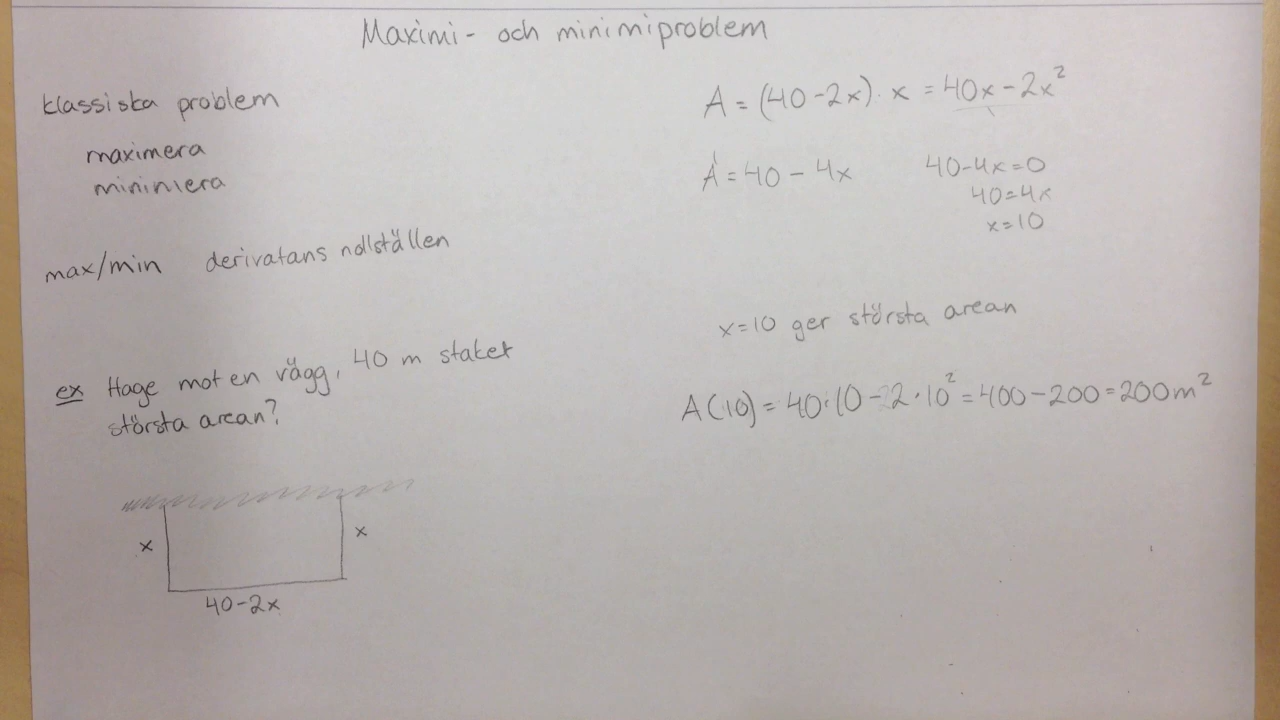 Maximi- och minimiproblem
klassiska problem
maximera
minimera
max/min derivatans nollställen
ex Hage mot en vägg, 40 m staket
största arean?
x
x
40-2x
A = (40-2x)·x = 40x-2x²
A' = 40 - 4x
40-4x=0
40=4x
x=10
x=10 ger största arean
A(10) = 40·10-2·10² = 400-200=200m²